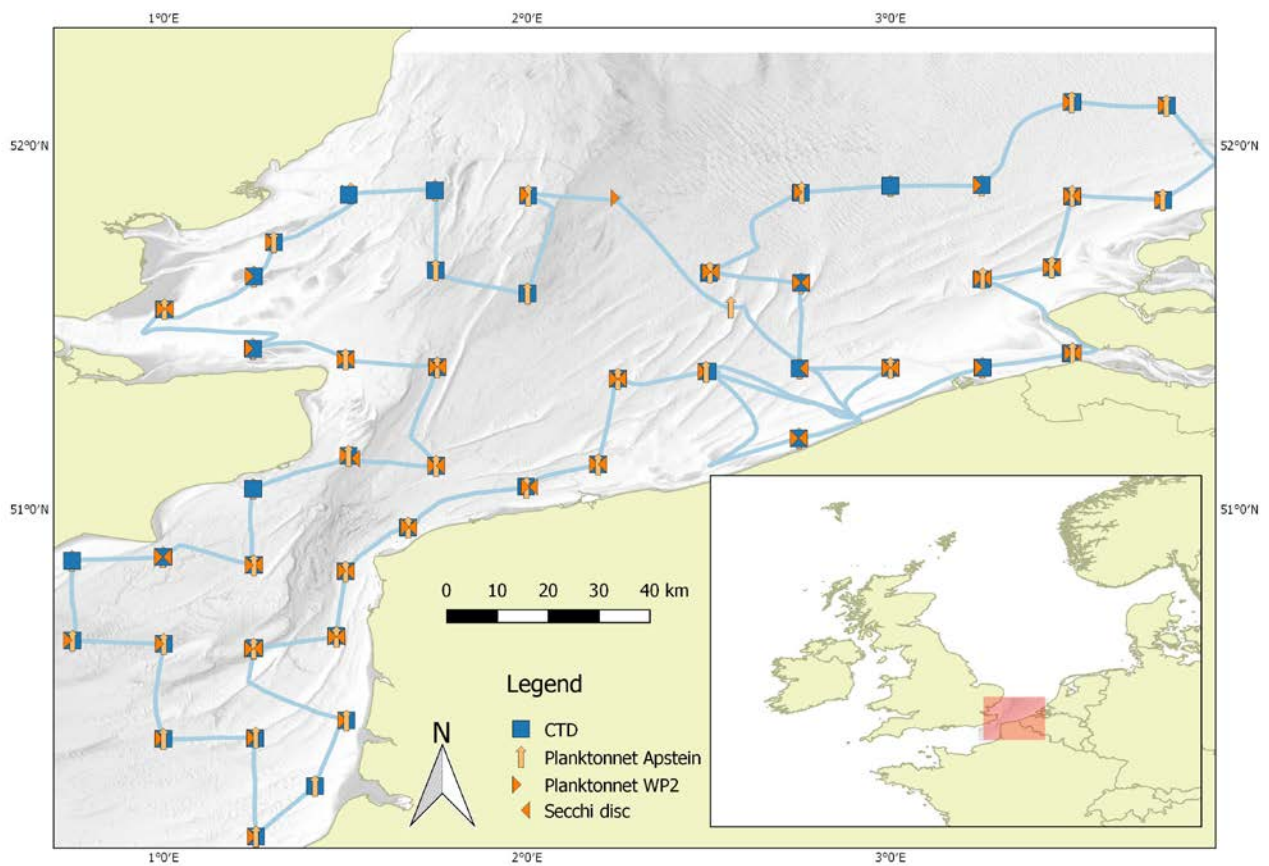 1°0'E 2°0'E 3°0'E
52°0'N 52°0'N
51°0'N 51°0'N
0 10 20 30 40 km
Legend
N
CTD
Planktonnet Apstein
Planktonnet WP2
Secchi disc
1°0'E 2°0'E 3°0'E